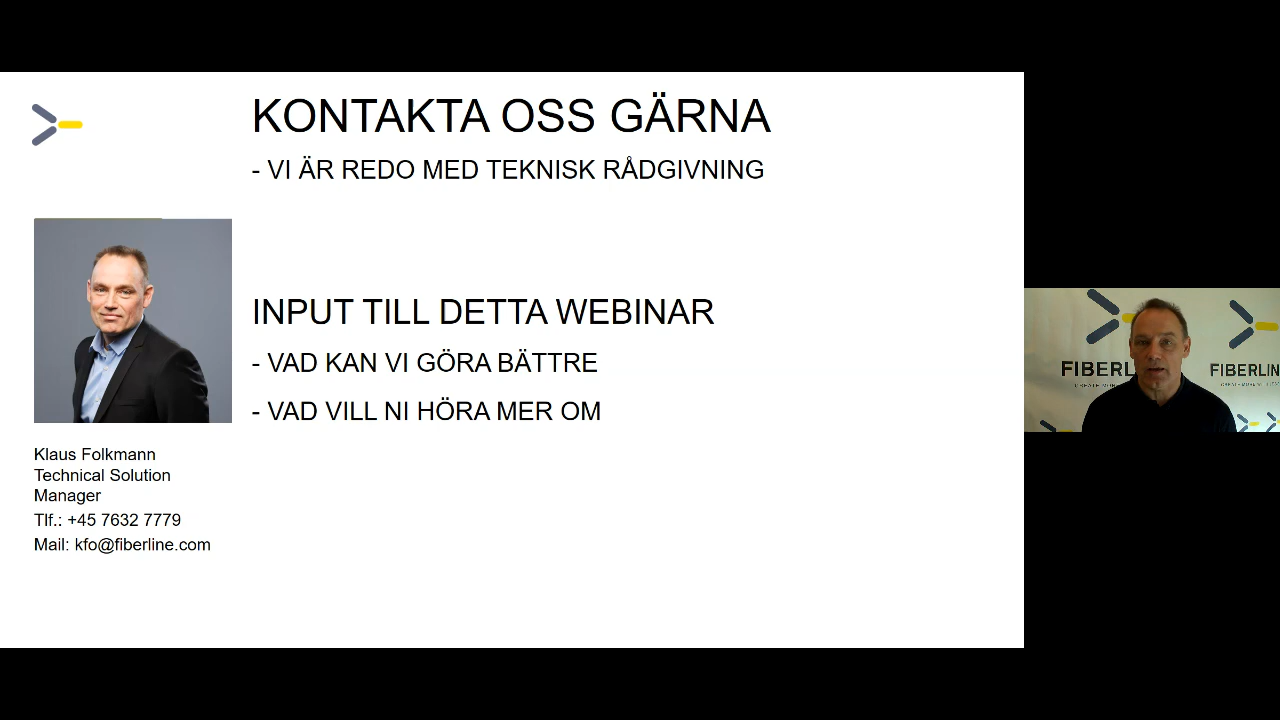 KONTAKTA OSS GÄRNA
- VI ÄR REDO MED TEKNISK RÅDGIVNING
INPUT TILL DETTA WEBINAR
- VAD KAN VI GÖRA BÄTTRE
- VAD VILL NI HÖRA MER OM
Klaus Folkmann
Technical Solution
Manager
Tlf.: +45 7632 7779
Mail: kfo@fiberline.com
FIBERL
FIBERLINE